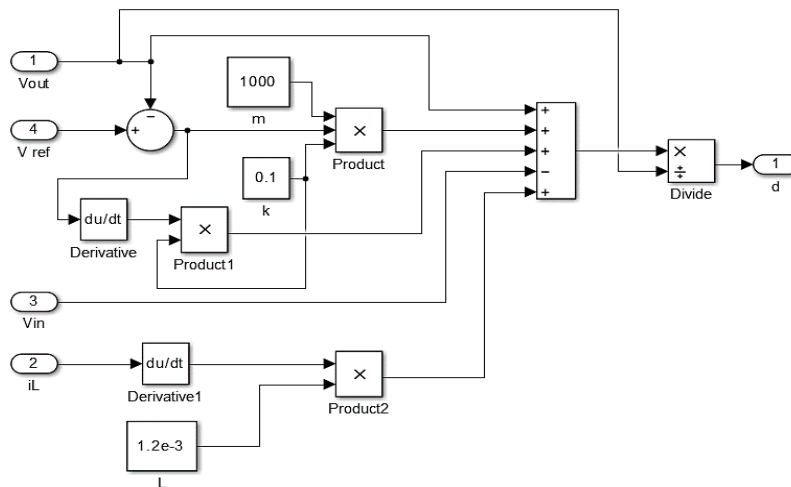 1
Vout
4
V ref
−
+
1000
m
×
Product
0.1
k
du/dt
Derivative
×
Product1
+
+
+
−
+
×
÷
Divide
1
d
3
Vin
2
iL
du/dt
Derivative1
×
Product2
1.2e-3
L